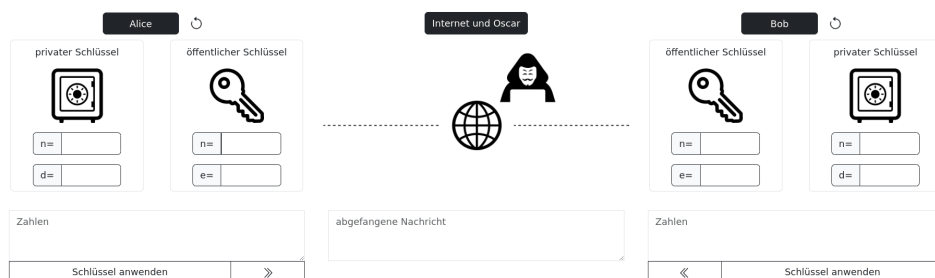 Alice
Internet und Oscar
Bob
privater Schlüssel
öffentlicher Schlüssel
öffentlicher Schlüssel
privater Schlüssel
n=
n=
n=
n=
d=
e=
e=
d=
Zahlen
abgefangene Nachricht
Zahlen
Schlüssel anwenden
Schlüssel anwenden